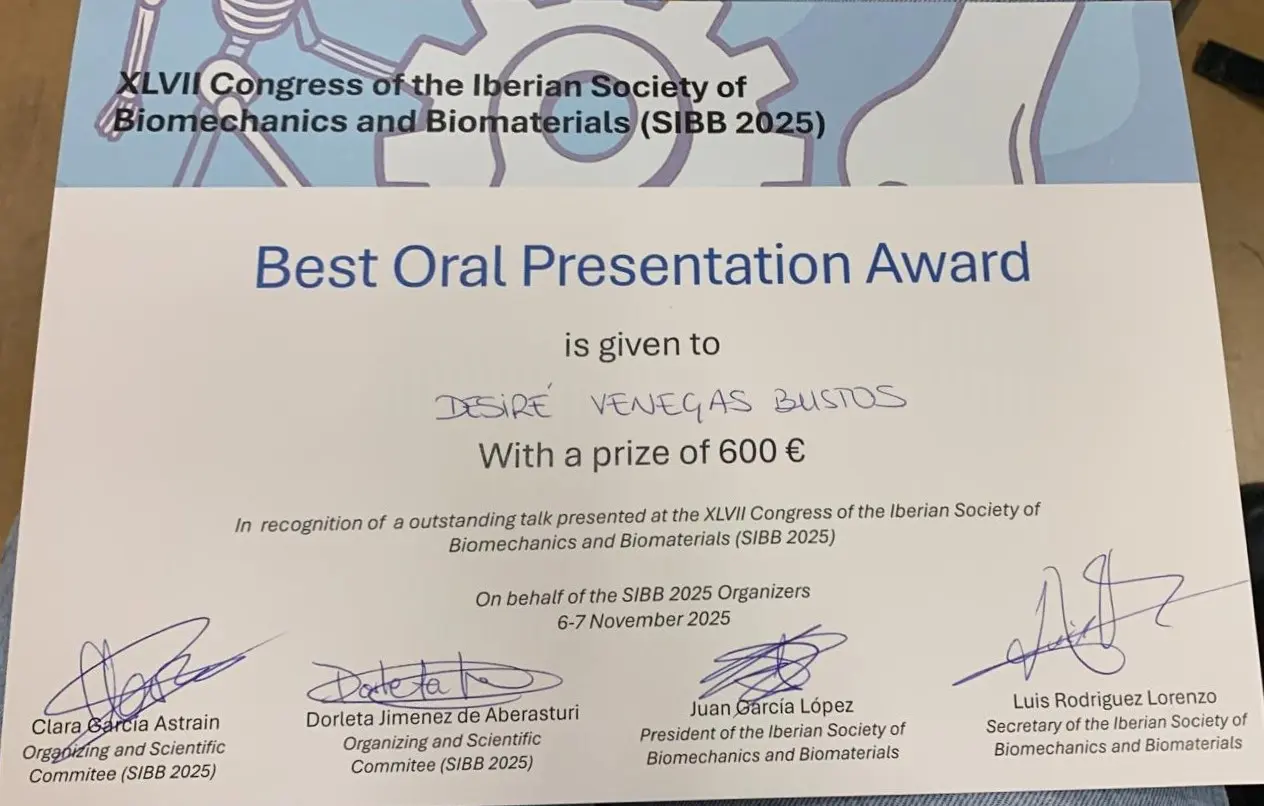 XLVII Congress of the Iberian Society of
Biomechanics and Biomaterials (SIBB 2025)
Best Oral Presentation Award
is given to
DESIRÉ VENEGAS BUSTOS
With a prize of 600 €
In recognition of a outstanding talk presented at the XLVII Congress of the Iberian Society of
Biomechanics and Biomaterials (SIBB 2025)
On behalf of the SIBB 2025 Organizers
6-7 November 2025
Dorleta
Clara García Astrain
Organizing and Scientific
Commitee (SIBB 2025)
Dorleta Jimenez de Aberasturi
Organizing and Scientific
Commitee (SIBB 2025)
Juan García López
President of the Iberian Society of
Biomechanics and Biomaterials
Luis Rodriguez Lorenzo
Secretary of the Iberian Society of
Biomechanics and Biomaterials